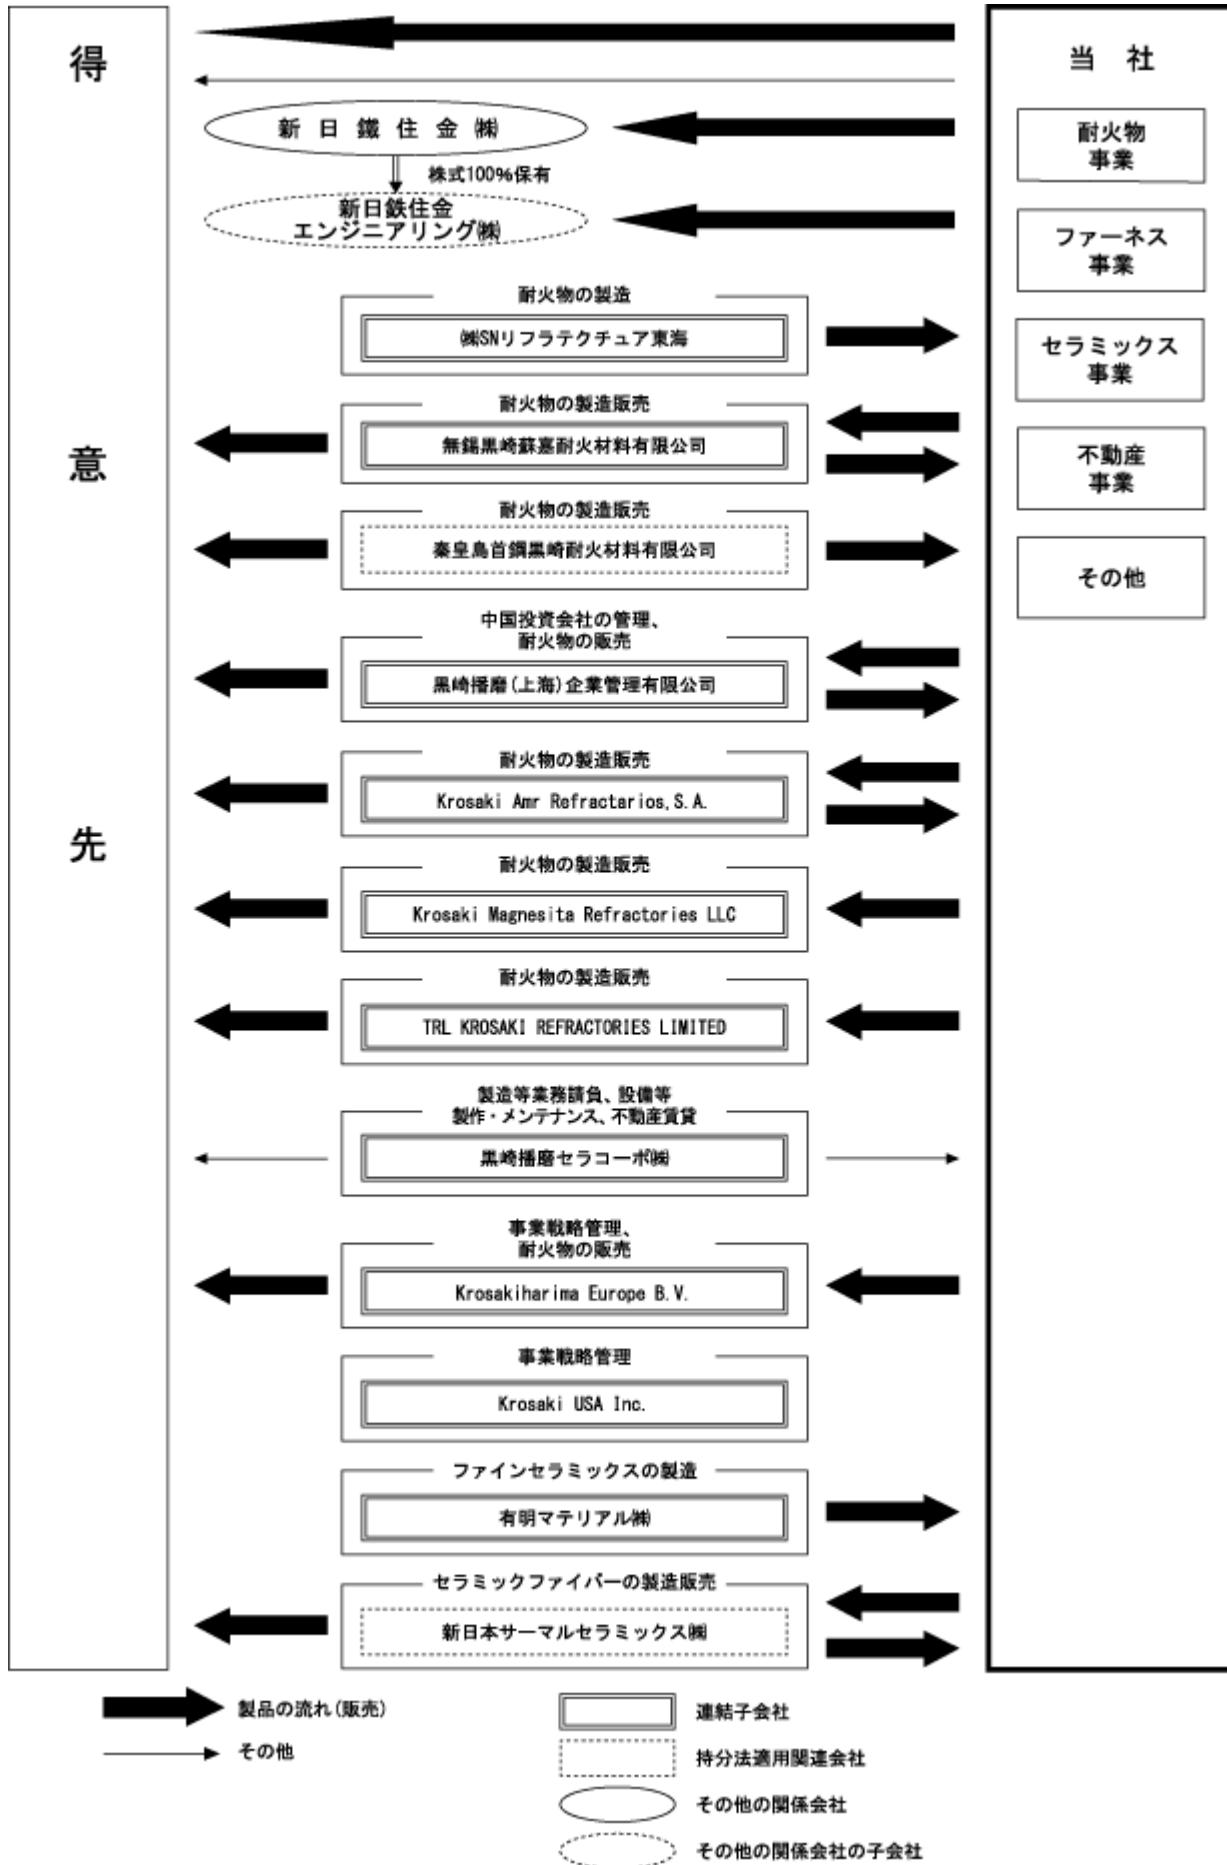 得
意
先
当 社
耐火物
事業
ファーネス
事業
セラミックス
事業
不動産
事業
その他
新 日 鐵 住 金 ㈱
株式100%保有
新日鉄住金
エンジニアリング㈱
耐火物の製造
㈱SNリフラテクチュア東海
耐火物の製造販売
無錫黒崎蘇嘉耐火材料有限公司
耐火物の製造販売
秦皇島首鋼黒崎耐火材料有限公司
中国投資会社の管理、
耐火物の販売
黒崎播磨(上海)企業管理有限公司
耐火物の製造販売
Krosaki Amr Refractarios,S.A.
耐火物の製造販売
Krosaki Magnesita Refractories LLC
耐火物の製造販売
TRL KROSAKI REFRACTORIES LIMITED
製造等業務請負、設備等
製作・メンテナンス、不動産賃貸
黒崎播磨セラコーポ㈱
事業戦略管理、
耐火物の販売
Krosakiharima Europe B.V.
事業戦略管理
Krosaki USA Inc.
ファインセラミックスの製造
有明マテリアル㈱
セラミックファイバーの製造販売
新日本サーマルセラミックス㈱
製品の流れ(販売)
その他
連結子会社
持分法適用関連会社
その他の関係会社
その他の関係会社の子会社